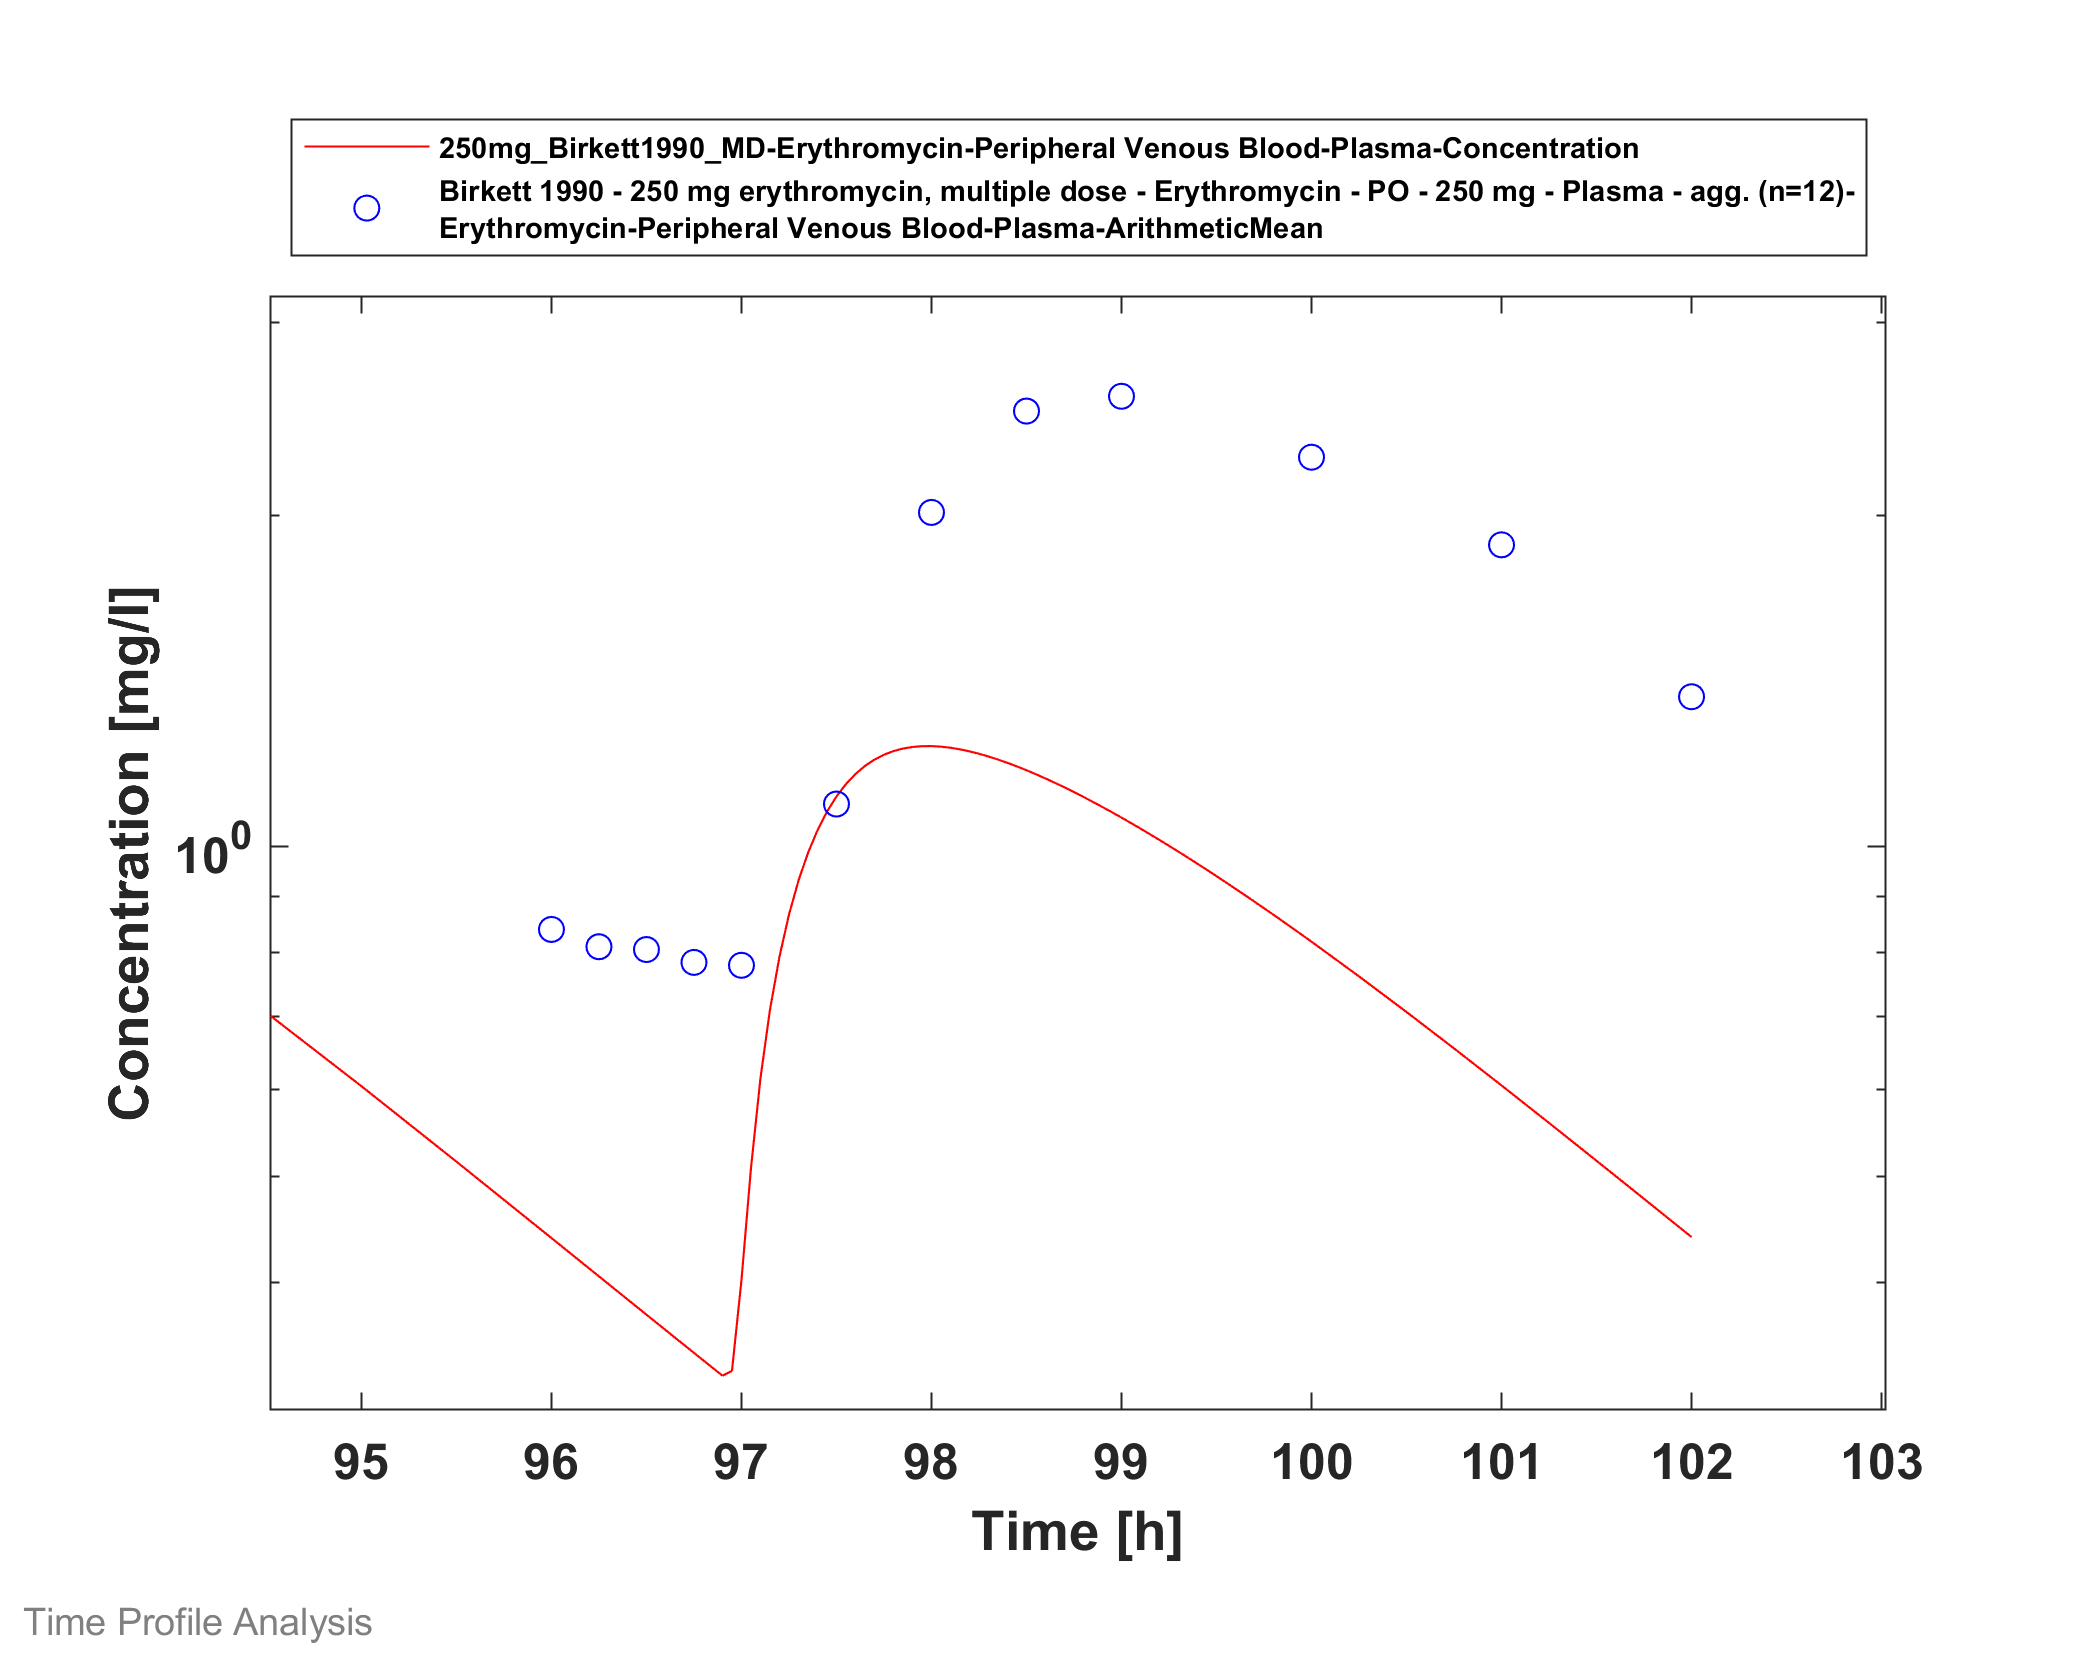 250mg_Birkett1990_MD-Erythromycin-Peripheral Venous Blood-Plasma-Concentration
Birkett 1990 - 250 mg erythromycin, multiple dose - Erythromycin - PO - 250 mg - Plasma - agg. (n=12)-
Erythromycin-Peripheral Venous Blood-Plasma-ArithmeticMean
Concentration [mg/l]
10^0
95 96 97 98 99 100 101 102 103
Time [h]
Time Profile Analysis